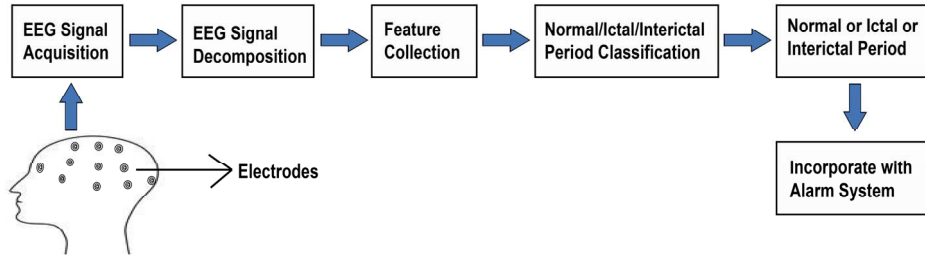 EEG Signal
Acquisition
EEG Signal
Decomposition
Feature
Collection
Normal/Ictal/Interictal
Period Classification
Normal or Ictal or
Interictal Period
Electrodes
Incorporate with
Alarm System